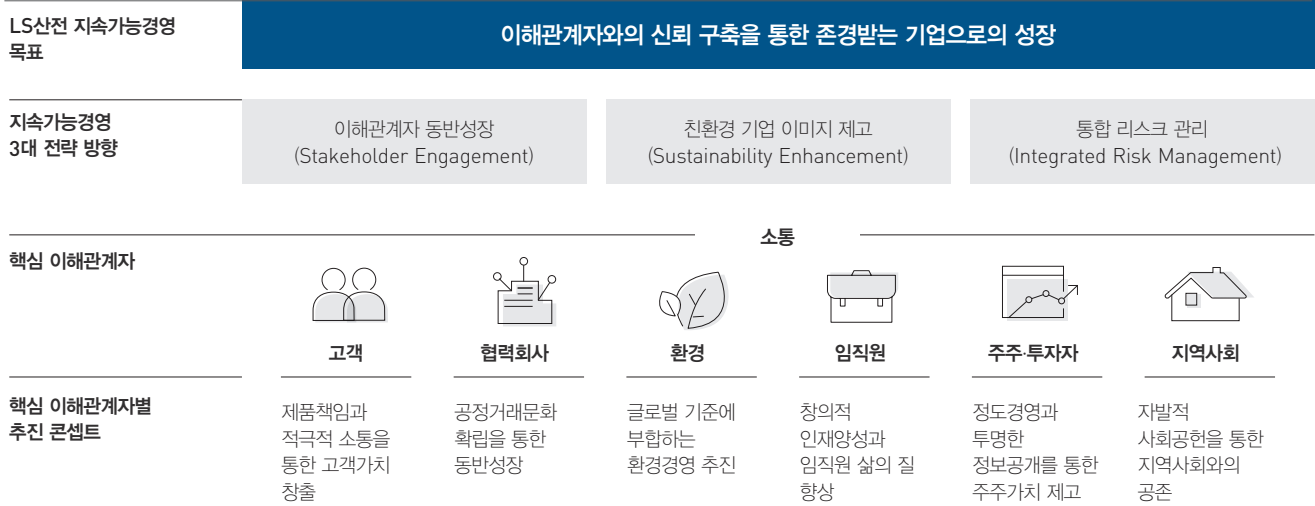 LS산전 지속가능경영
목표
이해관계자와의 신뢰 구축을 통한 존경받는 기업으로의 성장
지속가능경영
3대 전략 방향
이해관계자 동반성장
(Stakeholder Engagement)
친환경 기업 이미지 제고
(Sustainability Enhancement)
통합 리스크 관리
(Integrated Risk Management)
소통
핵심 이해관계자
고객
협력회사
환경
임직원
주주·투자자
지역사회
핵심 이해관계자별
추진 콘셉트
제품책임과
적극적 소통을
통한 고객가치
창출
공정거래문화
확립을 통한
동반성장
글로벌 기준에
부합하는
환경경영 추진
창의적
인재양성과
임직원 삶의 질
향상
정도경영과
투명한
정보공개를 통한
주주가치 제고
자발적
사회공헌을 통한
지역사회와의
공존